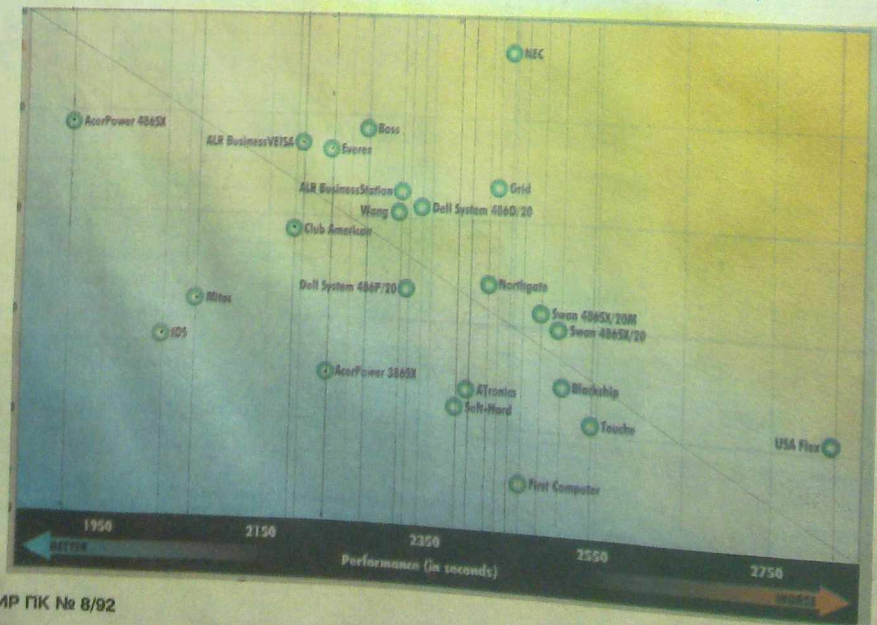 NEC
AcerPower 486SX
Boss
ALR BusinessVEISA
Everex
ALR BusinessStation
Grid
Wang
Dell System 486D/20
Club American
Dell System 486P/20
Northgate
Mitac
Swan 486SX/20M
IDS
Swan 486SX/20
AcerPower 386SX
ATronics
Blackship
Soft-Hard
Touche
USA Flex
First Computer
1950
2150
2350
2550
2750
BETTER
Performance (in seconds)
WORSE
ИР ПК № 8/92